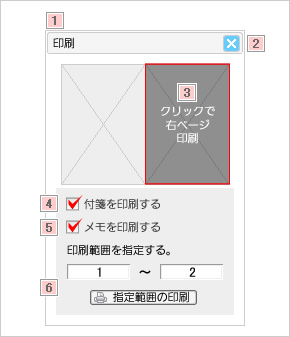 1
印刷
2
3
クリックで
右ページ
印刷
4 付箋を印刷する
5 メモを印刷する
印刷範囲を指定する。
1 ～ 2
6 指定範囲の印刷